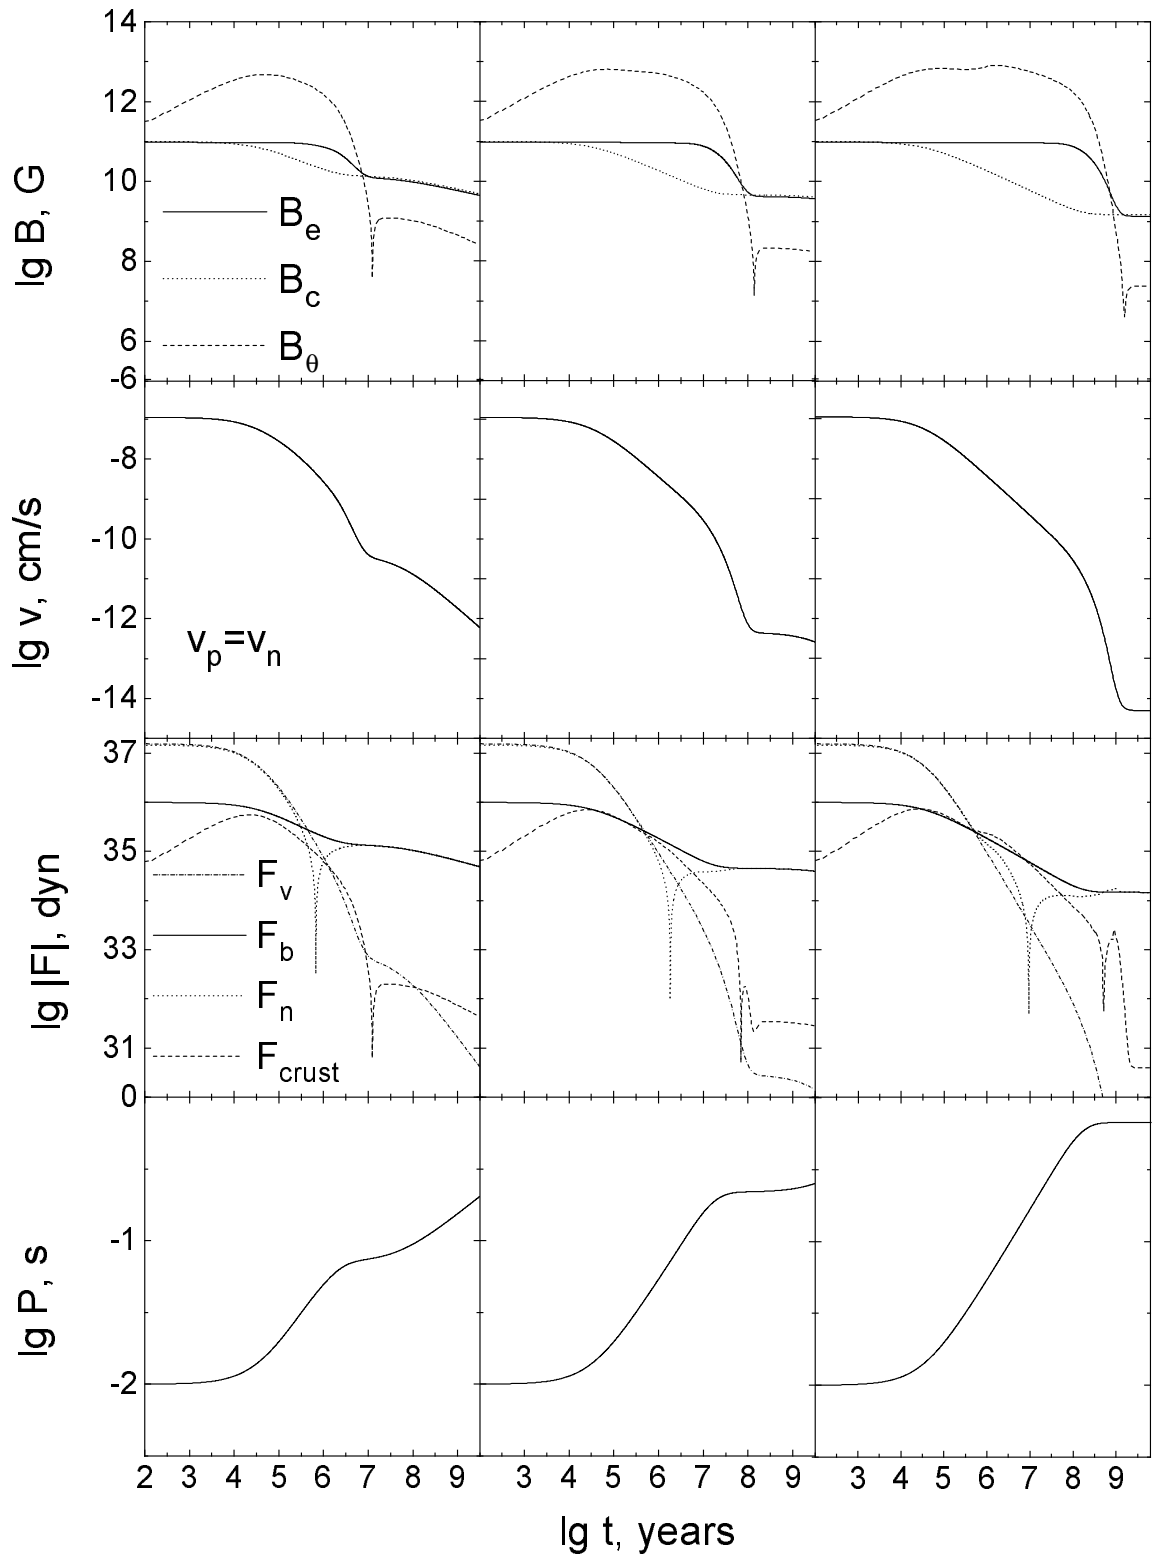 14
12
10
8
6
lg B, G
B_e
B_c
B_θ
-6
-8
-10
-12
-14
lg v, cm/s
v_p=v_n
37
35
33
31
lg |F|, dyn
F_v
F_b
F_n
F_crust
0
-1
-2
lg P, s
2 3 4 5 6 7 8 9 3 4 5 6 7 8 9 3 4 5 6 7 8 9
lg t, years